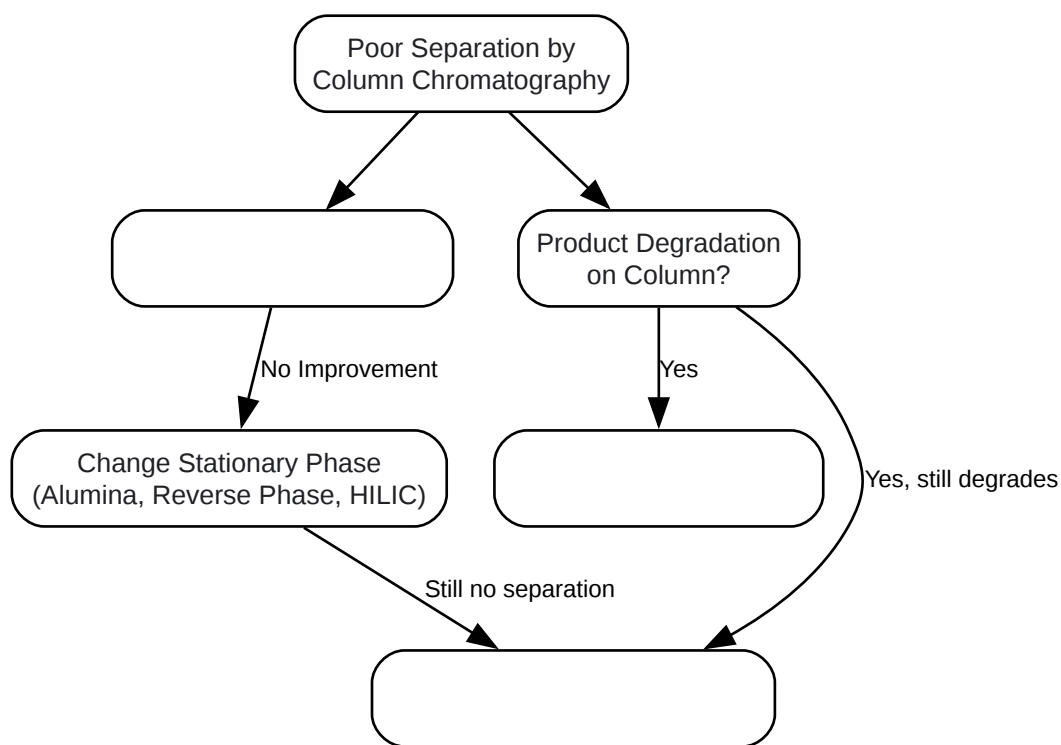 Poor Separation by
Column Chromatography
Product Degradation
on Column?
No Improvement
Yes
Change Stationary Phase
(Alumina, Reverse Phase, HILIC)
Yes, still degrades
Still no separation